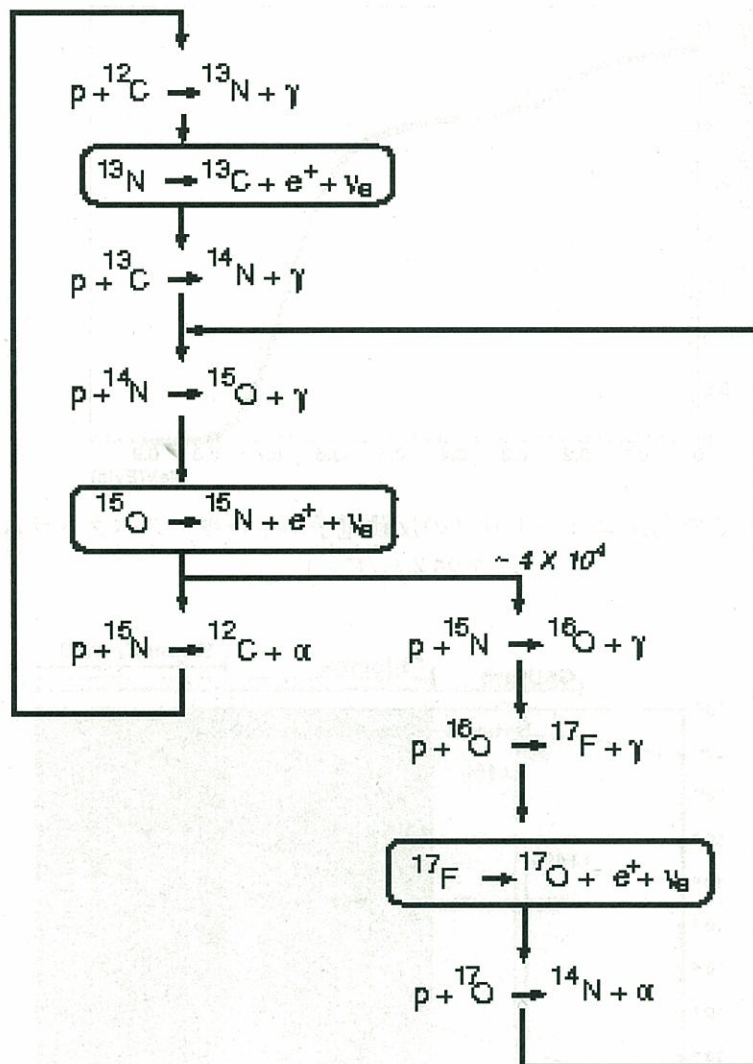 p + ¹²C → ¹³N + γ
¹³N → ¹³C + e⁺ + νₑ
p + ¹³C → ¹⁴N + γ
p + ¹⁴N → ¹⁵O + γ
¹⁵O → ¹⁵N + e⁺ + νₑ
~ 4 X 10⁴
p + ¹⁵N → ¹²C + α
p + ¹⁵N → ¹⁶O + γ
p + ¹⁶O → ¹⁷F + γ
¹⁷F → ¹⁷O + e⁺ + νₑ
p + ¹⁷O → ¹⁴N + α